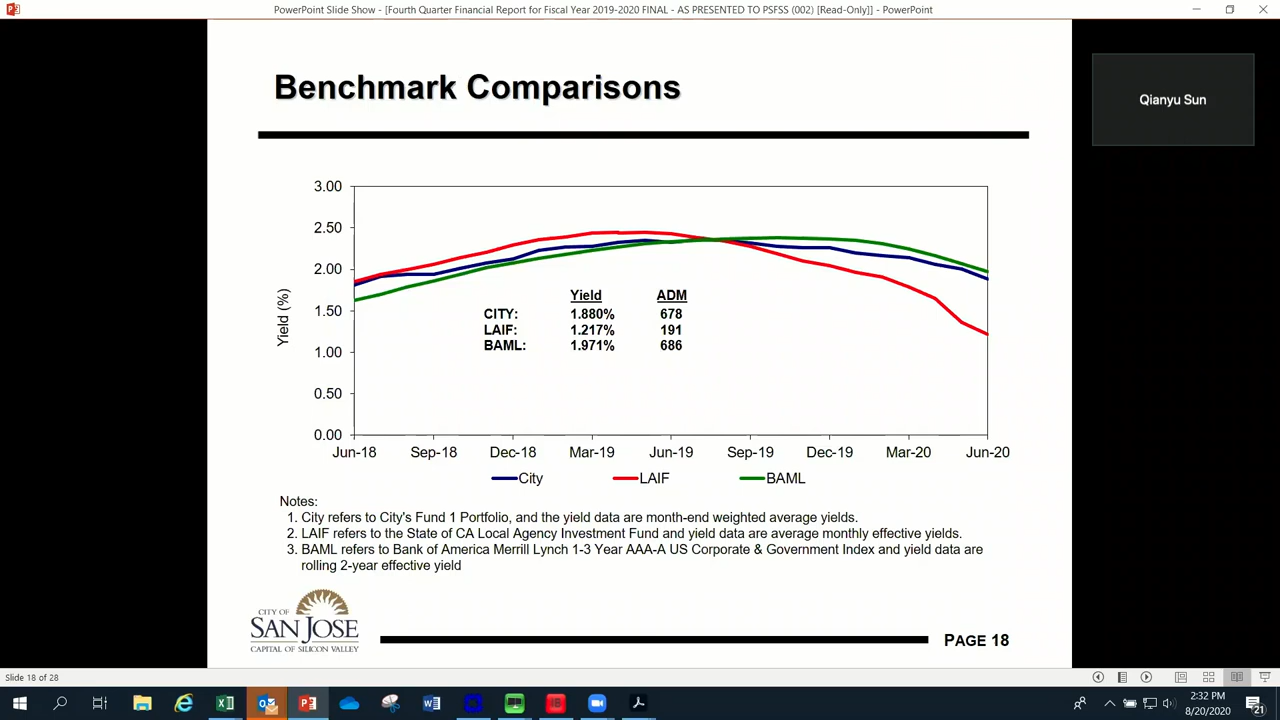 PowerPoint Slide Show - [Fourth Quarter Financial Report for Fiscal Year 2019-2020 FINAL - AS PRESENTED TO PSFSS (002) [Read-Only]] - PowerPoint
Benchmark Comparisons
Qianyu Sun
3.00
2.50
2.00
1.50
1.00
0.50
0.00
Yield (%)
Yield ADM
CITY: 1.880% 678
LAIF: 1.217% 191
BAML: 1.971% 686
Jun-18 Sep-18 Dec-18 Mar-19 Jun-19 Sep-19 Dec-19 Mar-20 Jun-20
City LAIF BAML
Notes:
1. City refers to City's Fund 1 Portfolio, and the yield data are month-end weighted average yields.
2. LAIF refers to the State of CA Local Agency Investment Fund and yield data are average monthly effective yields.
3. BAML refers to Bank of America Merrill Lynch 1-3 Year AAA-A US Corporate & Government Index and yield data are
rolling 2-year effective yield
CITY OF
SAN JOSE
CAPITAL OF SILICON VALLEY
PAGE 18
Slide 18 of 28
2:32 PM
8/20/2020
21